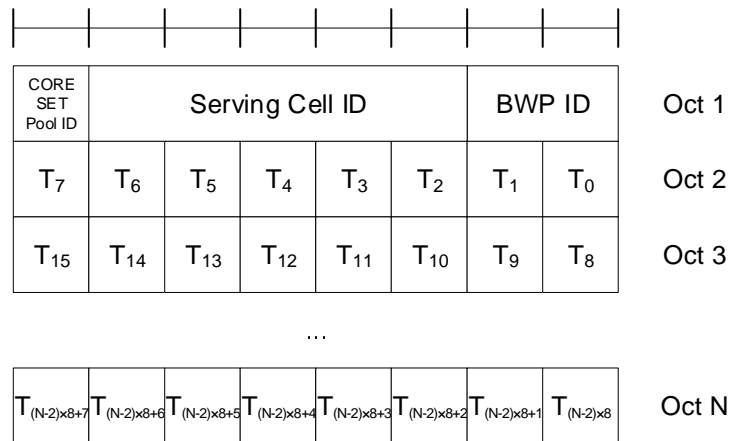 CORE SET Pool ID Serving Cell ID BWP ID Oct 1
T7 T6 T5 T4 T3 T2 T1 T0 Oct 2
T15 T14 T13 T12 T11 T10 T9 T8 Oct 3
...
T(N-2)×8+7 T(N-2)×8+6 T(N-2)×8+5 T(N-2)×8+4 T(N-2)×8+3 T(N-2)×8+2 T(N-2)×8+1 T(N-2)×8 Oct N